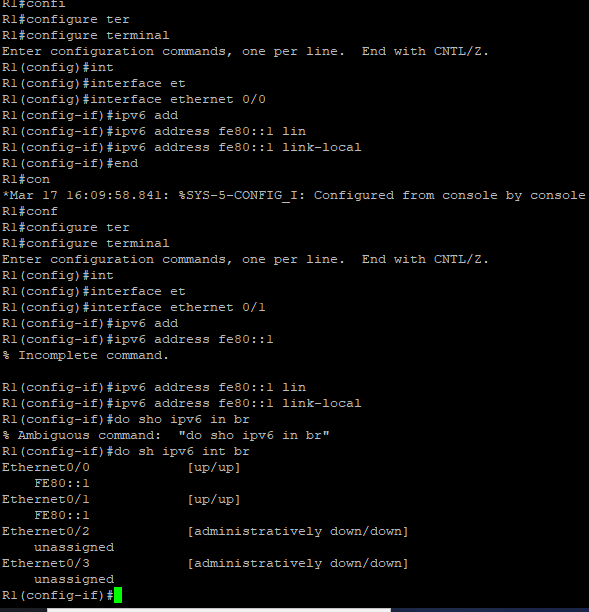 R1#confi
R1#configure ter
R1#configure terminal
Enter configuration commands, one per line.  End with CNTL/Z.
R1(config)#int
R1(config)#interface et
R1(config)#interface ethernet 0/0
R1(config-if)#ipv6 add
R1(config-if)#ipv6 address fe80::1 lin
R1(config-if)#ipv6 address fe80::1 link-local
R1(config-if)#end
R1#con
*Mar 17 16:09:58.841: %SYS-5-CONFIG_I: Configured from console by console
R1#conf
R1#configure ter
R1#configure terminal
Enter configuration commands, one per line.  End with CNTL/Z.
R1(config)#int
R1(config)#interface et
R1(config)#interface ethernet 0/1
R1(config-if)#ipv6 add
R1(config-if)#ipv6 address fe80::1
% Incomplete command.

R1(config-if)#ipv6 address fe80::1 lin
R1(config-if)#ipv6 address fe80::1 link-local
R1(config-if)#do sho ipv6 in br
% Ambiguous command:  "do sho ipv6 in br"
R1(config-if)#do sh ipv6 int br
Ethernet0/0            [up/up]
    FE80::1
Ethernet0/1            [up/up]
    FE80::1
Ethernet0/2            [administratively down/down]
    unassigned
Ethernet0/3            [administratively down/down]
    unassigned
R1(config-if)#